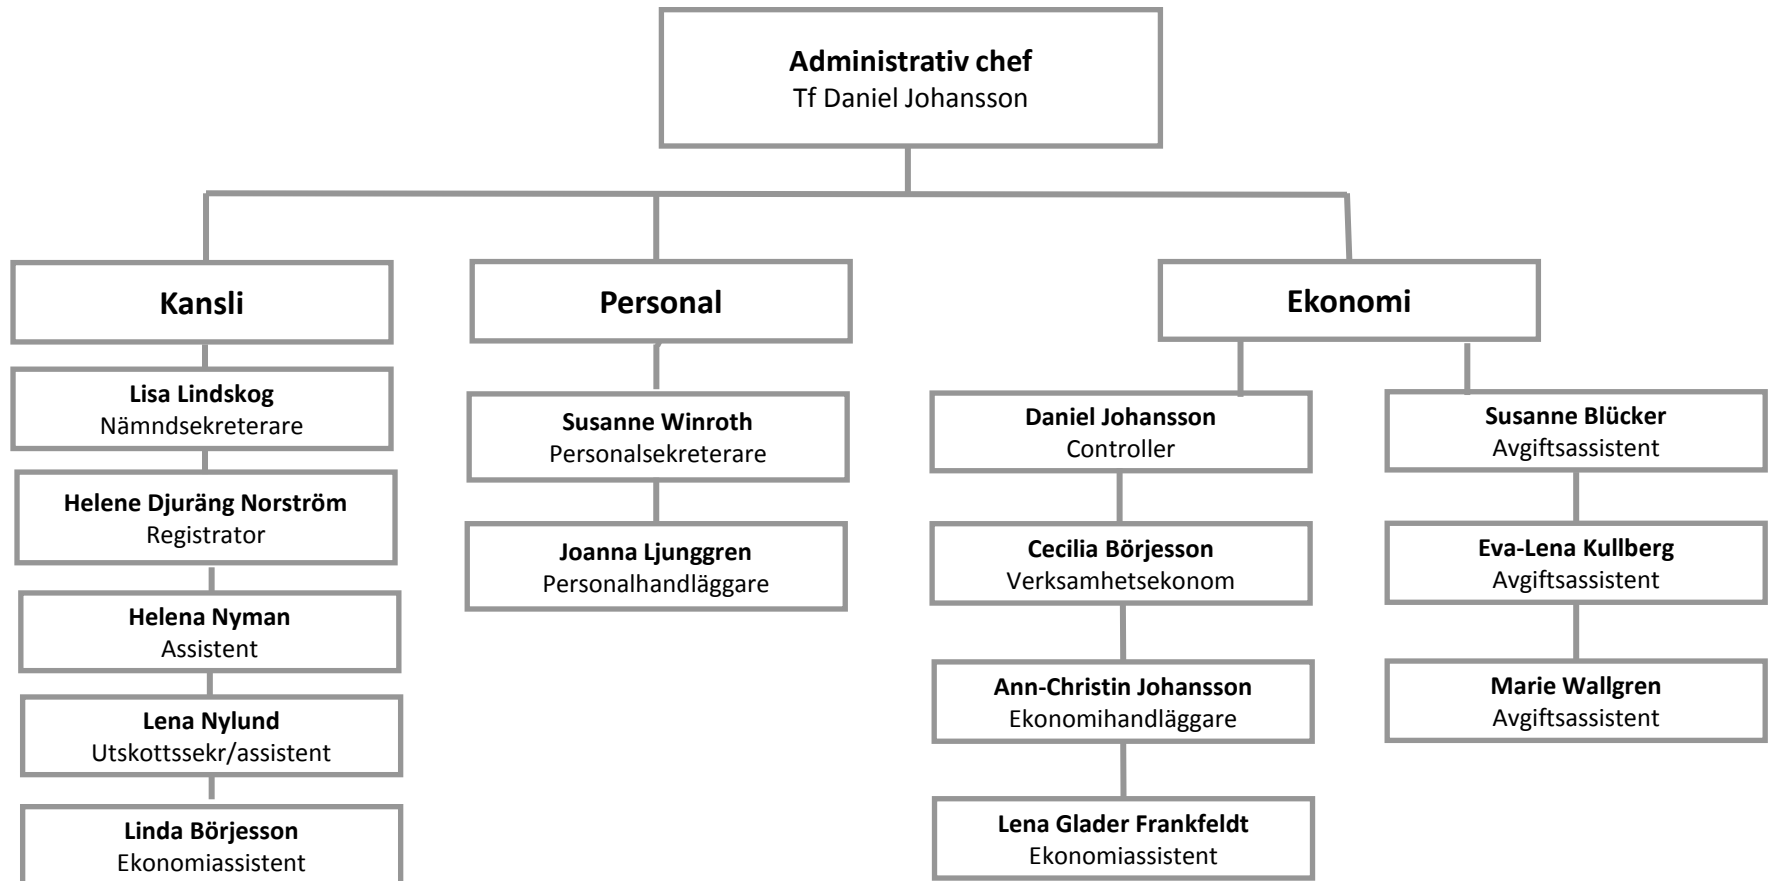 Administrativ chef
Tf Daniel Johansson
Kansli
Lisa Lindskog
Nämndsekreterare
Helene Djuräng Norström
Registrator
Helena Nyman
Assistent
Lena Nylund
Utskottssekr/assistent
Linda Börjesson
Ekonomiassistent
Personal
Susanne Winroth
Personalsekreterare
Joanna Ljunggren
Personalhandläggare
Ekonomi
Daniel Johansson
Controller
Cecilia Börjesson
Verksamhetsekonom
Ann-Christin Johansson
Ekonomihandläggare
Lena Glader Frankfeldt
Ekonomiassistent
Susanne Blücker
Avgiftsassistent
Eva-Lena Kullberg
Avgiftsassistent
Marie Wallgren
Avgiftsassistent